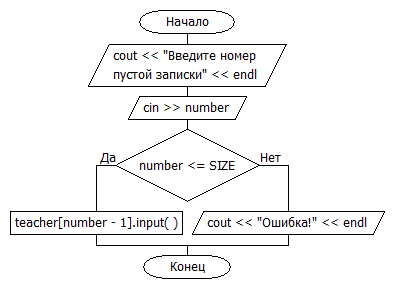 Начало
cout << "Введите номер
пустой записки" << endl
cin >> number
number <= SIZE
Да
Нет
teacher[number - 1].input( )
cout << "Ошибка!" << endl
Конец